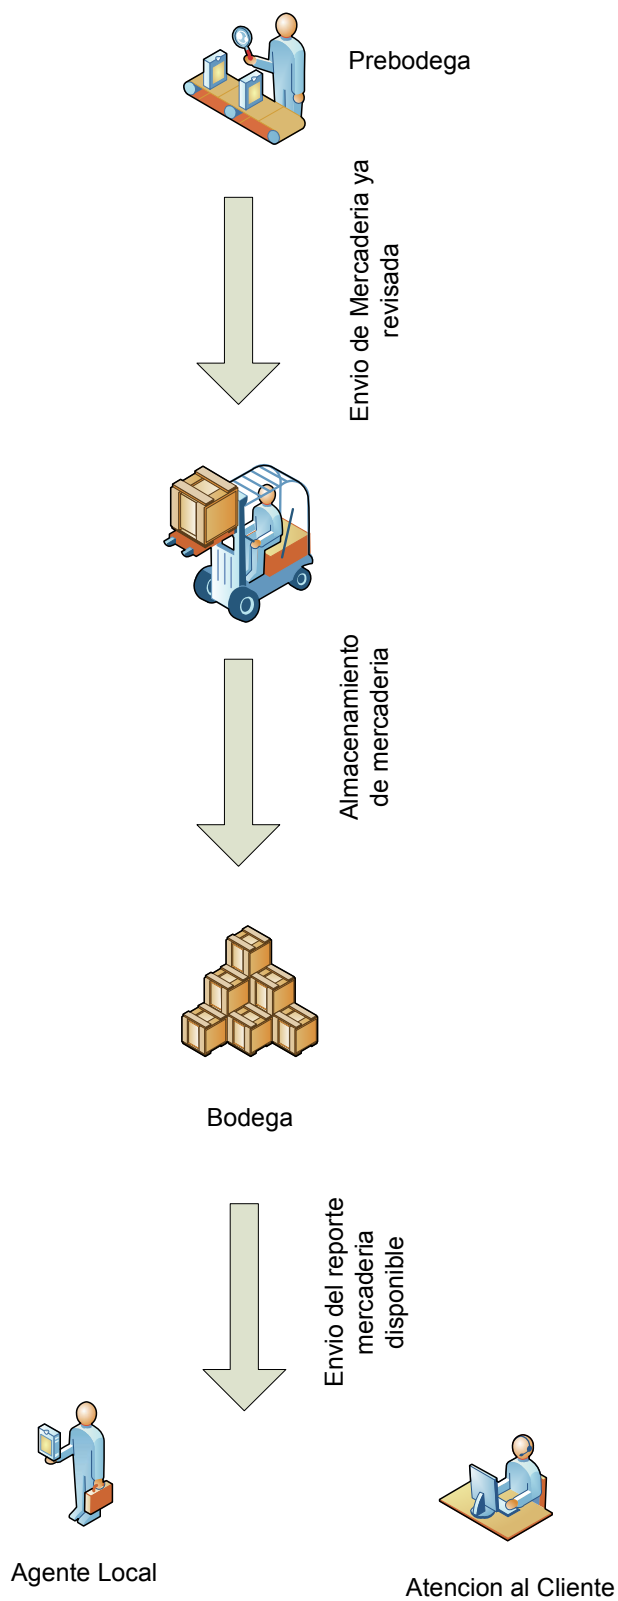 Prebodega
Envio de Mercaderia ya
revisada
Almacenamiento
de mercaderia
Bodega
Envio del reporte
mercaderia
disponible
Agente Local
Atencion al Cliente